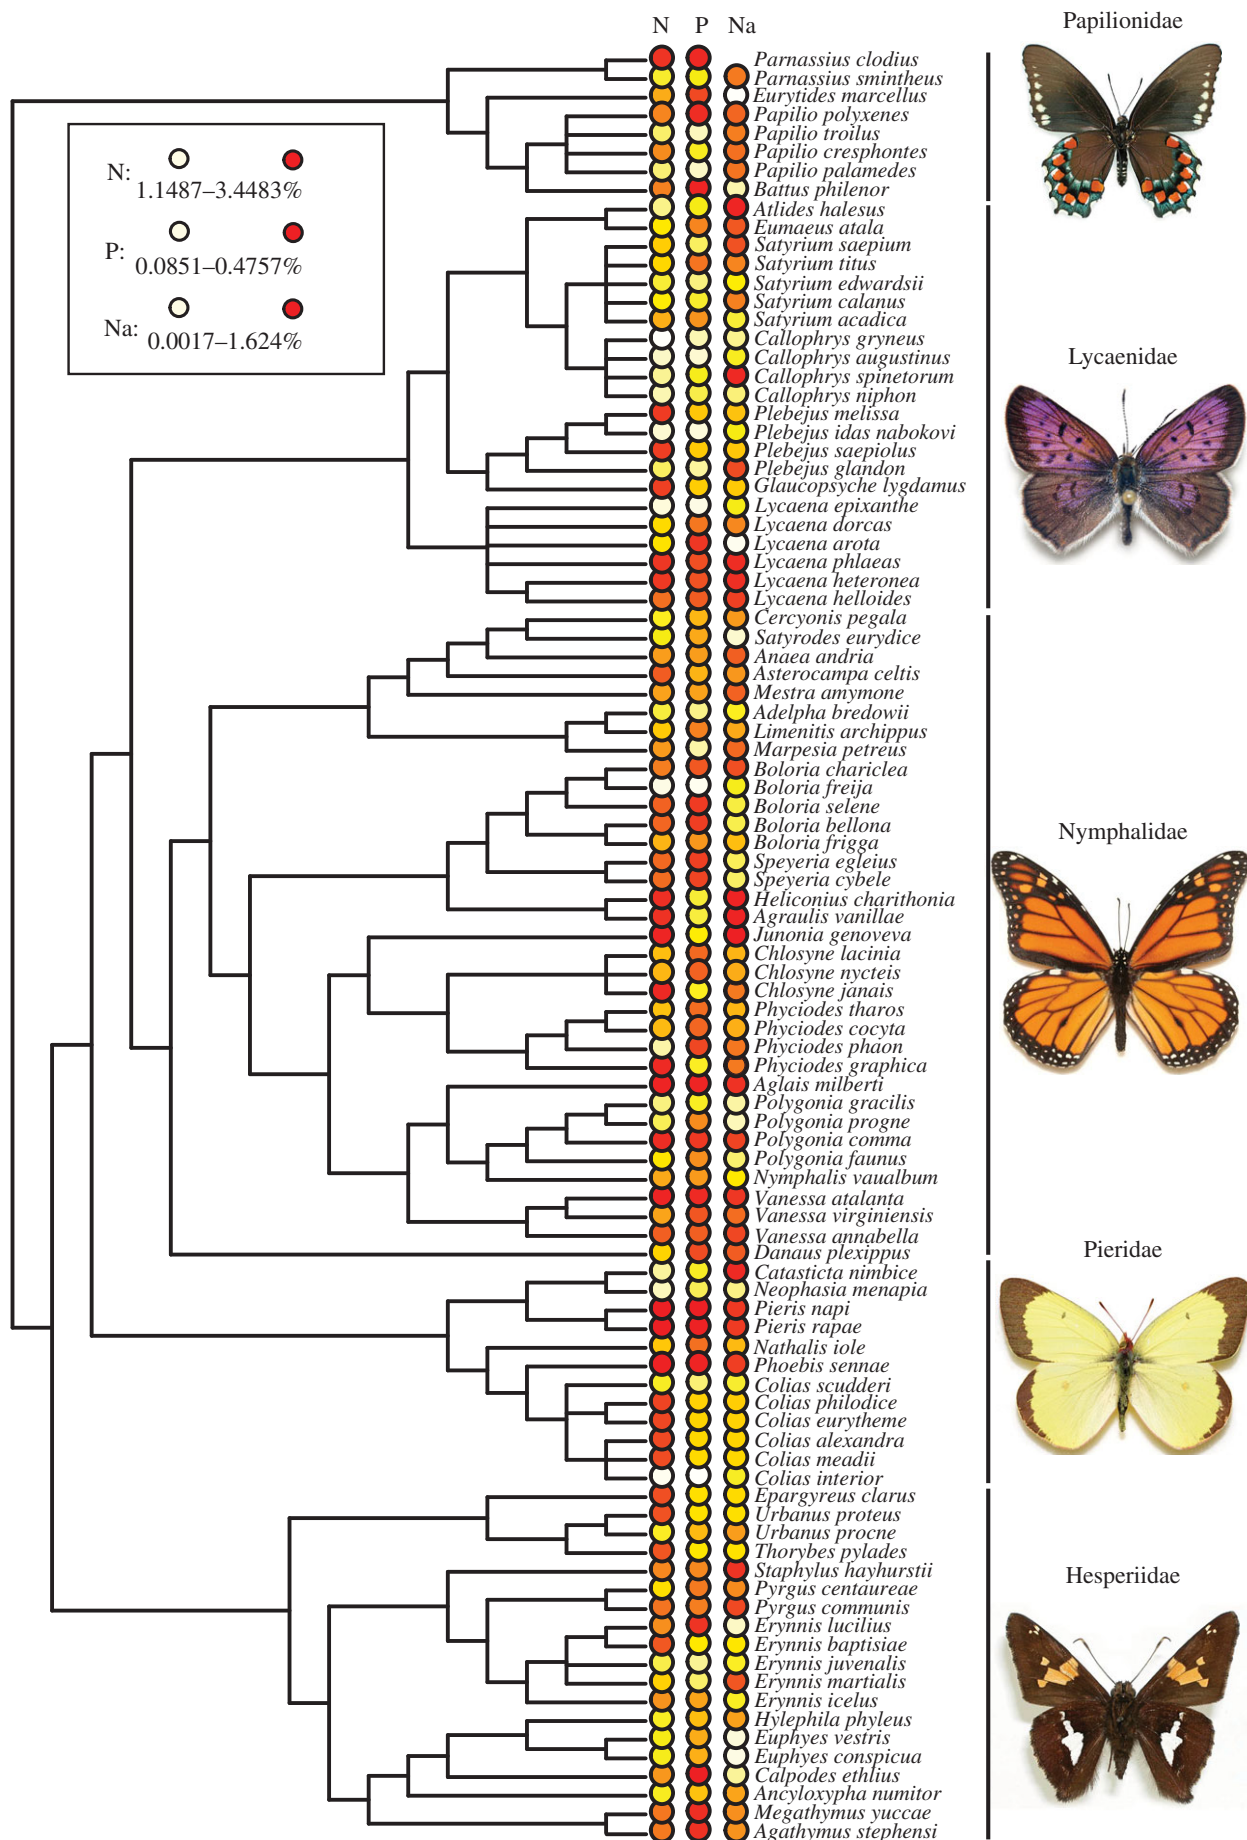 N P Na
Papilionidae
N:
1.1487–3.4483%
P:
0.0851–0.4757%
Na:
0.0017–1.624%
Parnassius clodius
Parnassius smintheus
Eurytides marcellus
Papilio polyxenes
Papilio troilus
Papilio cresphontes
Papilio palamedes
Battus philenor
Atlides halesus
Eumaeus atala
Satyrium saepium
Satyrium titus
Satyrium edwardsii
Satyrium calanus
Satyrium acadica
Callophrys gryneus
Callophrys augustinus
Callophrys spinetorum
Callophrys niphon
Plebejus melissa
Plebejus idas nabokovi
Plebejus saepiolus
Plebejus glandon
Glaucopsyche lygdamus
Lycaena epixanthe
Lycaena dorcas
Lycaena arota
Lycaena phlaeas
Lycaena heteronea
Lycaena helloides
Lycaenidae
Cercyonis pegala
Satyrodes eurydice
Anaea andria
Asterocampa celtis
Mestra amymone
Adelpha bredowii
Limenitis archippus
Marpesia petreus
Boloria chariclea
Boloria freija
Boloria selene
Boloria bellona
Boloria frigga
Speyeria egleius
Speyeria cybele
Heliconius charithonia
Agraulis vanillae
Junonia genoveva
Chlosyne lacinia
Chlosyne nycteis
Chlosyne janais
Phyciodes tharos
Phyciodes cocyta
Phyciodes phaon
Phyciodes graphica
Aglais milberti
Polygonia gracilis
Polygonia progne
Polygonia comma
Polygonia faunus
Nymphalis vaualbum
Vanessa atalanta
Vanessa virginiensis
Vanessa annabella
Danaus plexippus
Nymphalidae
Catasticta nimbice
Neophasia menapia
Pieris napi
Pieris rapae
Nathalis iole
Phoebis sennae
Colias scudderi
Colias philodice
Colias eurytheme
Colias alexandra
Colias meadii
Colias interior
Pieridae
Epargyreus clarus
Urbanus proteus
Urbanus procne
Thorybes pylades
Staphylus hayhurstii
Pyrgus centaureae
Pyrgus communis
Erynnis lucilius
Erynnis baptisiae
Erynnis juvenalis
Erynnis martialis
Erynnis icelus
Hylephila phyleus
Euphyes vestris
Euphyes conspicua
Calpodes ethlius
Ancyloxypha numitor
Megathymus yuccae
Agathymus stephensi
Hesperiidae